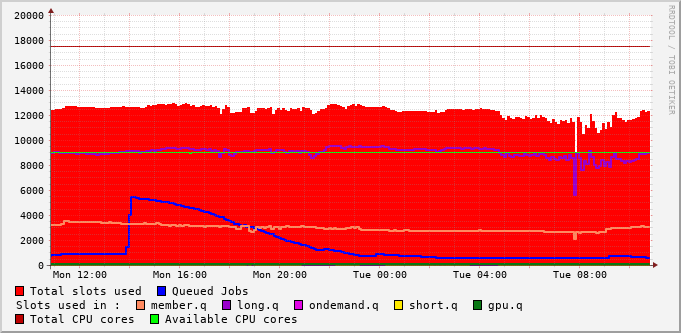 20000
18000
16000
14000
12000
10000
8000
6000
4000
2000
0
Mon 12:00 Mon 16:00 Mon 20:00 Tue 00:00 Tue 04:00 Tue 08:00
RRDTOOL / TOBI OETIKER
Total slots used Queued Jobs
Slots used in : member.q long.q ondemand.q short.q gpu.q
Total CPU cores Available CPU cores